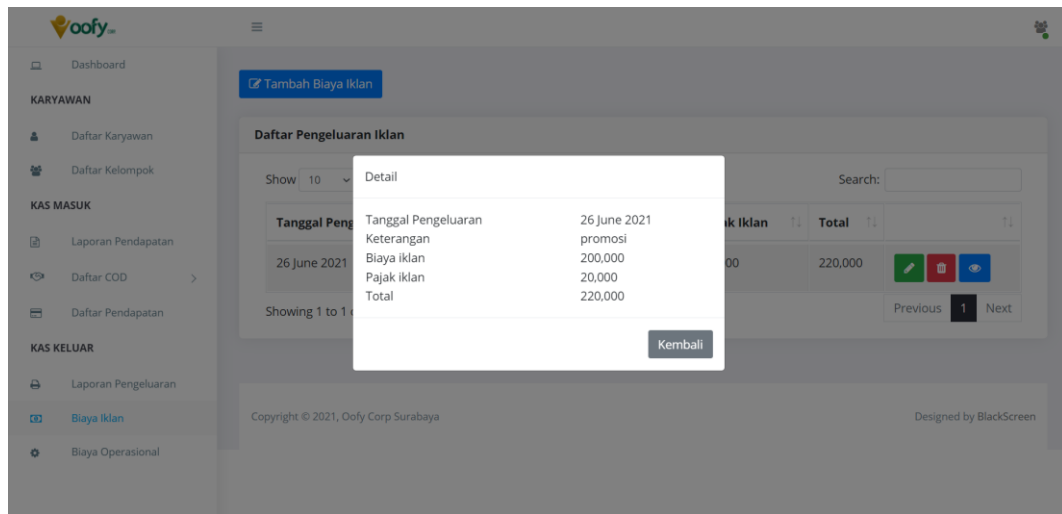 oofy
Dashboard
KARYAWAN
Daftar Karyawan
Daftar Kelompok
KAS MASUK
Laporan Pendapatan
Daftar COD
Daftar Pendapatan
KAS KELUAR
Laporan Pengeluaran
Biaya Iklan
Biaya Operasional
Tambah Biaya Iklan
Daftar Pengeluaran Iklan
Show 10
Search:
Tanggal Peng k Iklan Total
26 June 2021 00 220,000
Showing 1 to 1
Previous 1 Next
Detail
Tanggal Pengeluaran 26 June 2021
Keterangan promosi
Biaya iklan 200,000
Pajak iklan 20,000
Total 220,000
Kembali
Copyright © 2021, Oofy Corp Surabaya Designed by BlackScreen